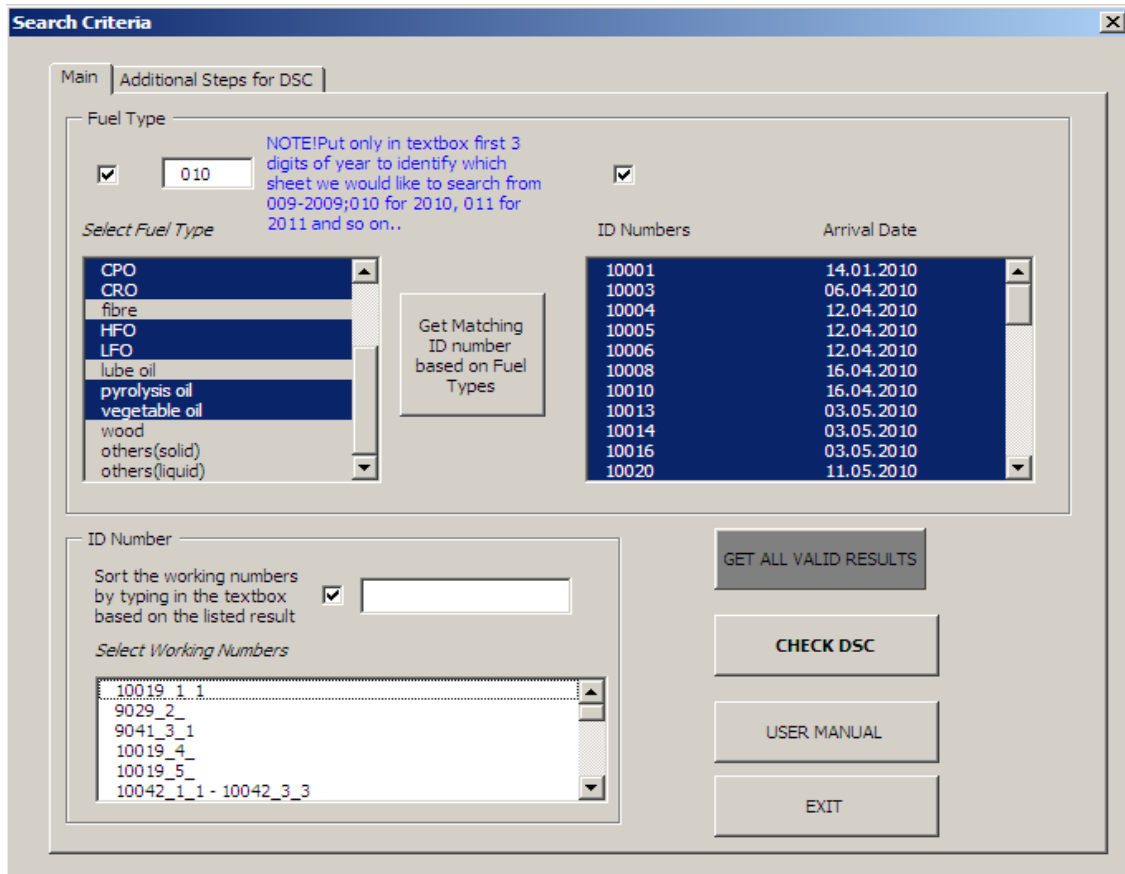 Search Criteria
Main
Additional Steps for DSC
Fuel Type
010
NOTE!Put only in textbox first 3
digits of year to identify which
sheet we would like to search from
009-2009;010 for 2010, 011 for
2011 and so on..
Select Fuel Type
CPO
CRO
fibre
HFO
LFO
lube oil
pyrolysis oil
vegetable oil
wood
others(solid)
others(liquid)
Get Matching
ID number
based on Fuel
Types
ID Numbers Arrival Date
10001 14.01.2010
10003 06.04.2010
10004 12.04.2010
10005 12.04.2010
10006 12.04.2010
10008 16.04.2010
10010 16.04.2010
10013 03.05.2010
10014 03.05.2010
10016 03.05.2010
10020 11.05.2010
ID Number
Sort the working numbers
by typing in the textbox
based on the listed result
Select Working Numbers
10019_1_1
9029_2_
9041_3_1
10019_4_
10019_5_
10042_1_1 - 10042_3_3
GET ALL VALID RESULTS
CHECK DSC
USER MANUAL
EXIT